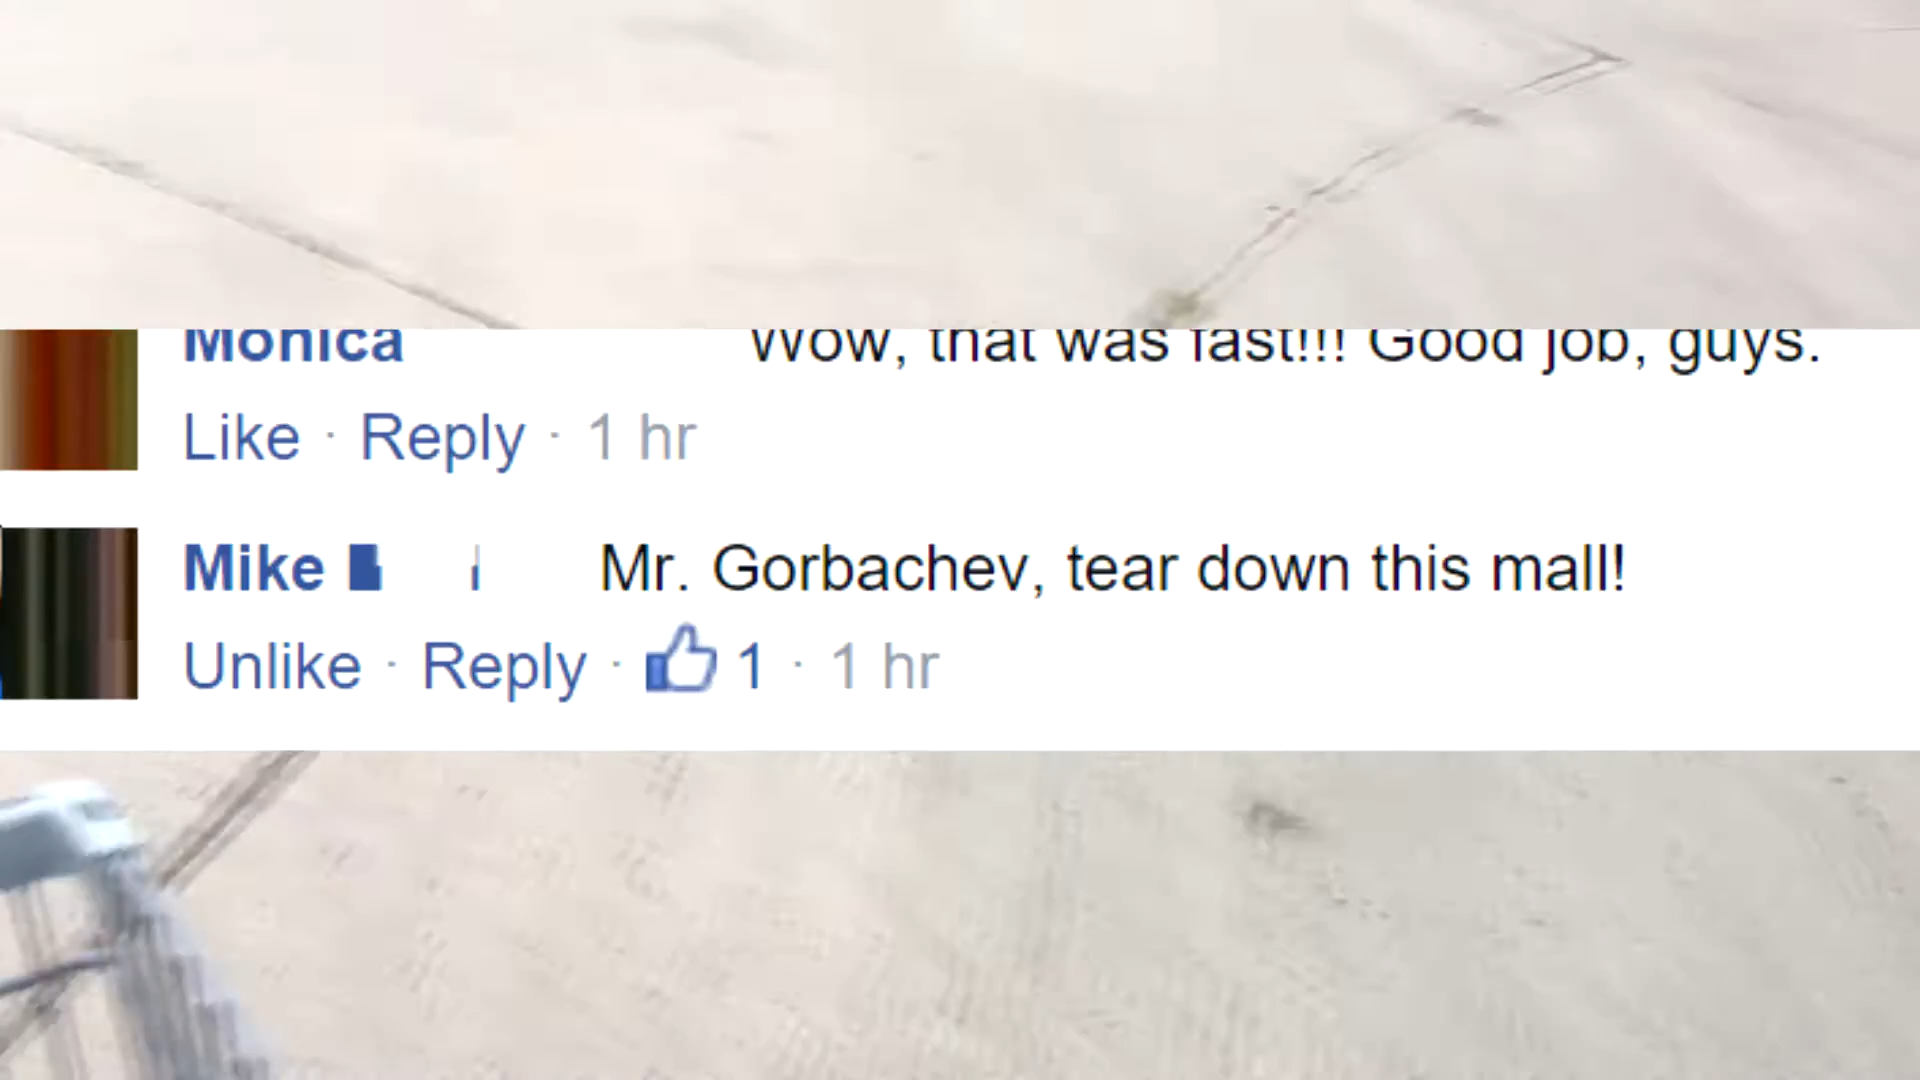 Monica Wow, that was fast!!! Good job, guys.
Like · Reply · 1 hr
Mike Mr. Gorbachev, tear down this mall!
Unlike · Reply · 1 · 1 hr